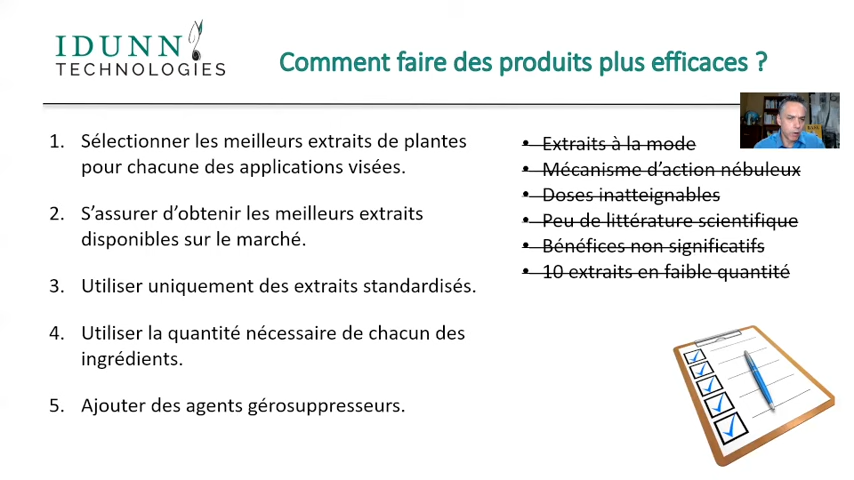 IDUNN
TECHNOLOGIES
Comment faire des produits plus efficaces ?
1. Sélectionner les meilleurs extraits de plantes
pour chacune des applications visées.
2. S'assurer d'obtenir les meilleurs extraits
disponibles sur le marché.
3. Utiliser uniquement des extraits standardisés.
4. Utiliser la quantité nécessaire de chacun des
ingrédients.
5. Ajouter des agents gérosuppresseurs.
• Extraits à la mode
• Mécanisme d'action nébuleux
• Doses inatteignables
• Peu de littérature scientifique
• Bénéfices non significatifs
• 10 extraits en faible quantité